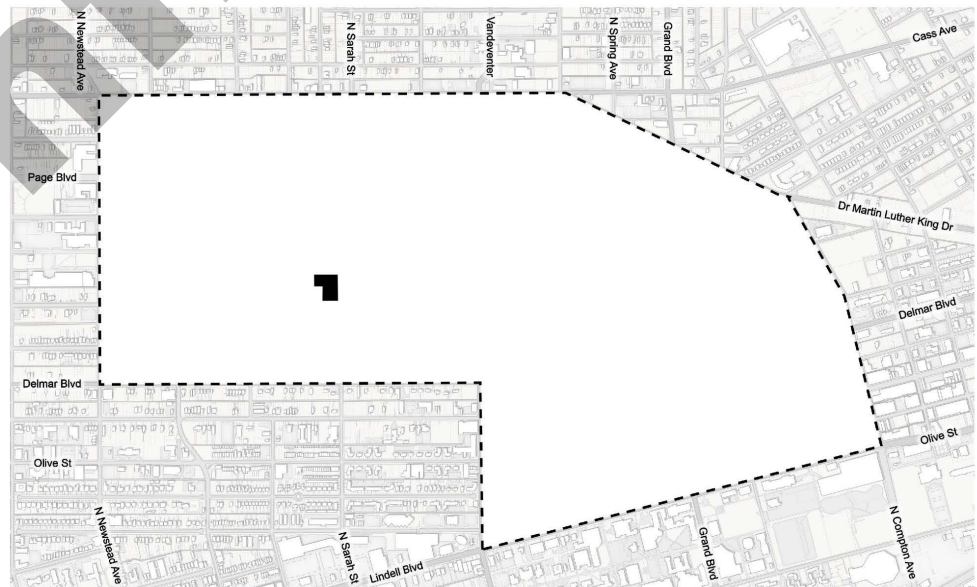 N Newstead Ave
N Sarah St
Vandeventer
N Spring Ave
Grand Blvd
Cass Ave
Page Blvd
Dr Martin Luther King Dr
Delmar Blvd
Delmar Blvd
Olive St
Olive St
N Newstead Ave
N Sarah St
Lindell Blvd
Grand Blvd
N Compton Ave